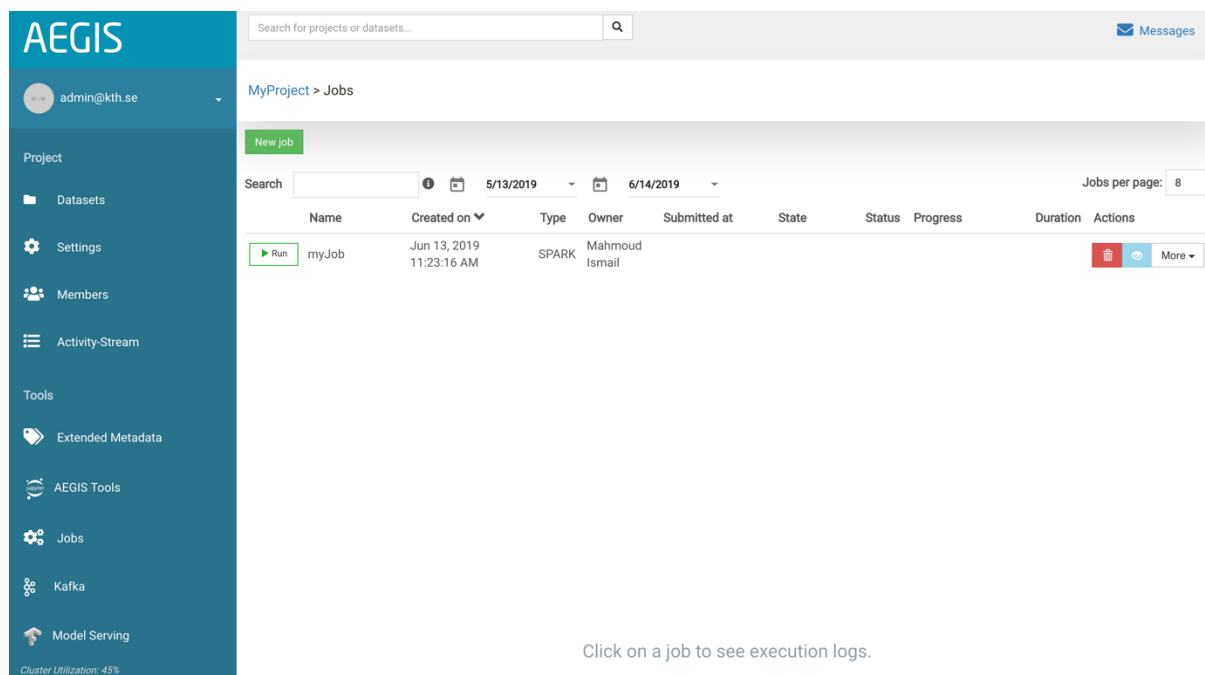 AEGIS
Search for projects or datasets...
Messages
admin@kth.se
MyProject > Jobs
New job
Project
Search 5/13/2019 6/14/2019 Jobs per page: 8
Datasets
Name Created on Type Owner Submitted at State Status Progress Duration Actions
Run myJob Jun 13, 2019 11:23:16 AM SPARK Mahmoud Ismail More
Settings
Members
Activity-Stream
Tools
Extended Metadata
AEGIS Tools
Jobs
Kafka
Model Serving
Click on a job to see execution logs.
Cluster Utilization: 45%